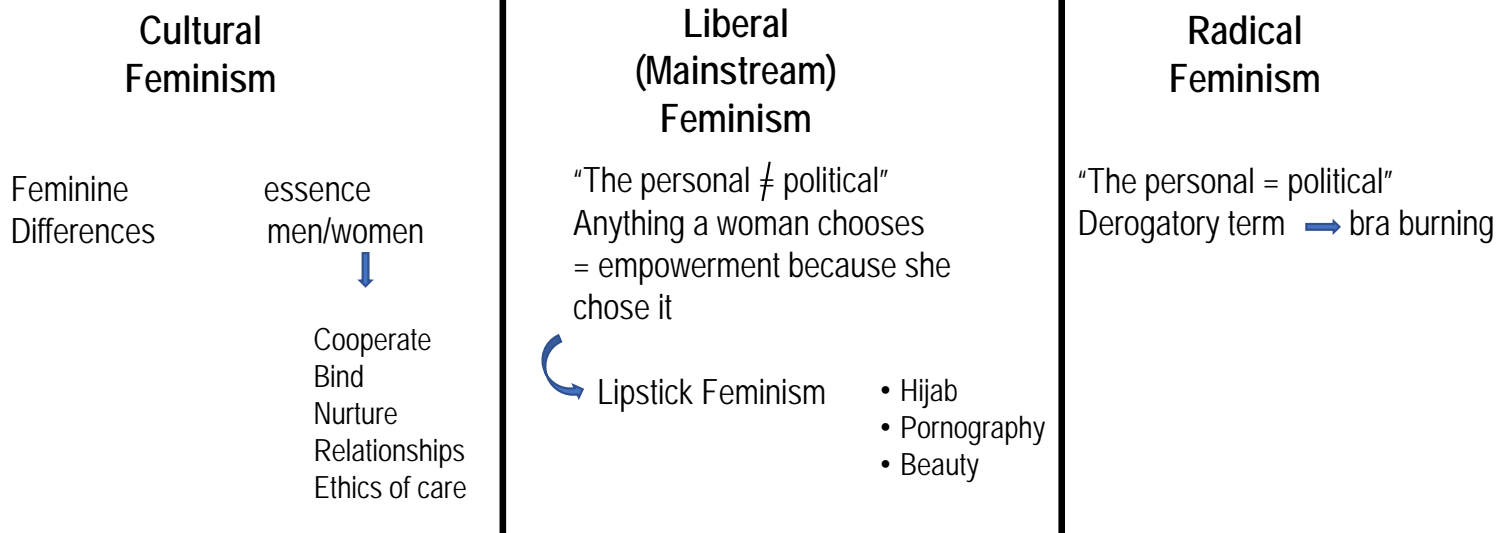 Cultural
Feminism
Feminine essence
Differences men/women
Cooperate
Bind
Nurture
Relationships
Ethics of care
Liberal
(Mainstream)
Feminism
“The personal ≠ political”
Anything a woman chooses
= empowerment because she
chose it
Lipstick Feminism
• Hijab
• Pornography
• Beauty
Radical
Feminism
“The personal = political”
Derogatory term ➡ bra burning